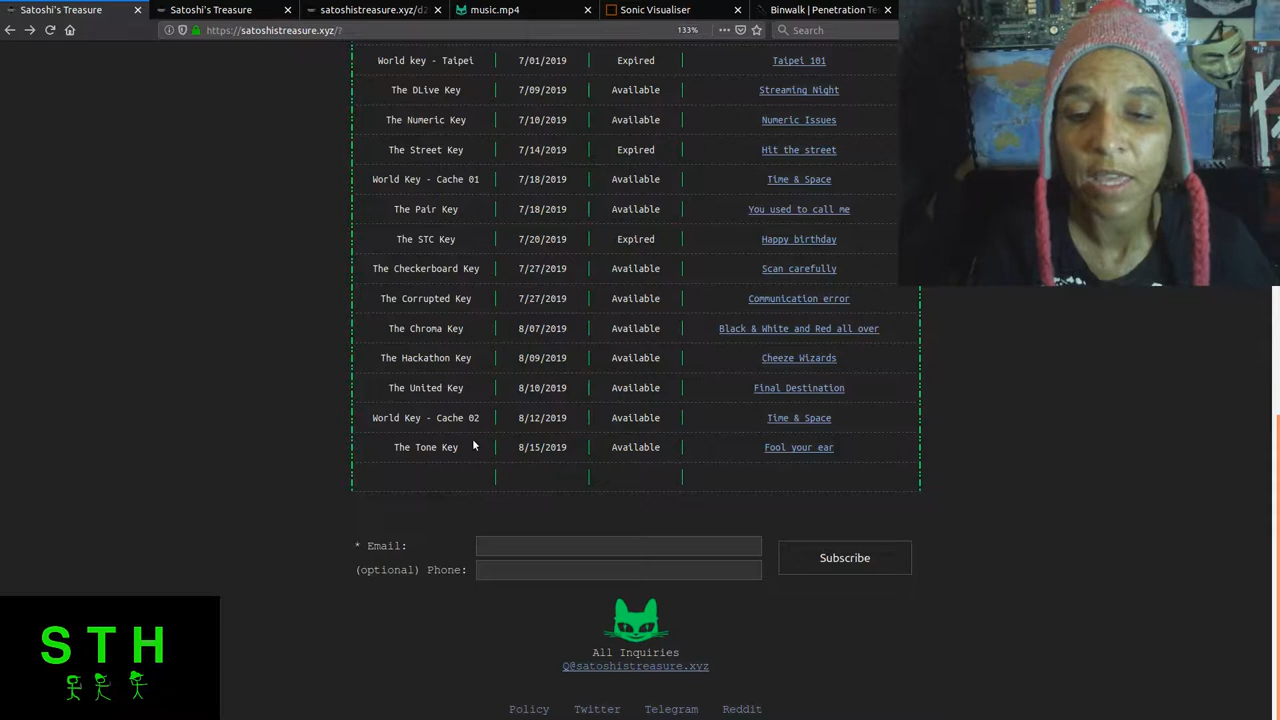 Satoshi's Treasure
Satoshi's Treasure
satoshistreasure.xyz/d2
music.mp4
Sonic Visualiser
Binwalk | Penetration Te
https://satoshistreasure.xyz/?
133%
Search
World key - Taipei 7/01/2019 Expired Taipei 101
The DLive Key 7/09/2019 Available Streaming Night
The Numeric Key 7/10/2019 Available Numeric Issues
The Street Key 7/14/2019 Expired Hit the street
World Key - Cache 01 7/18/2019 Available Time & Space
The Pair Key 7/18/2019 Available You used to call me
The STC Key 7/20/2019 Expired Happy birthday
The Checkerboard Key 7/27/2019 Available Scan carefully
The Corrupted Key 7/27/2019 Available Communication error
The Chroma Key 8/07/2019 Available Black & White and Red all over
The Hackathon Key 8/09/2019 Available Cheeze Wizards
The United Key 8/10/2019 Available Final Destination
World Key - Cache 02 8/12/2019 Available Time & Space
The Tone Key 8/15/2019 Available Fool your ear
* Email:
(optional) Phone:
Subscribe
STH
All Inquiries
Q@satoshistreasure.xyz
Policy Twitter Telegram Reddit